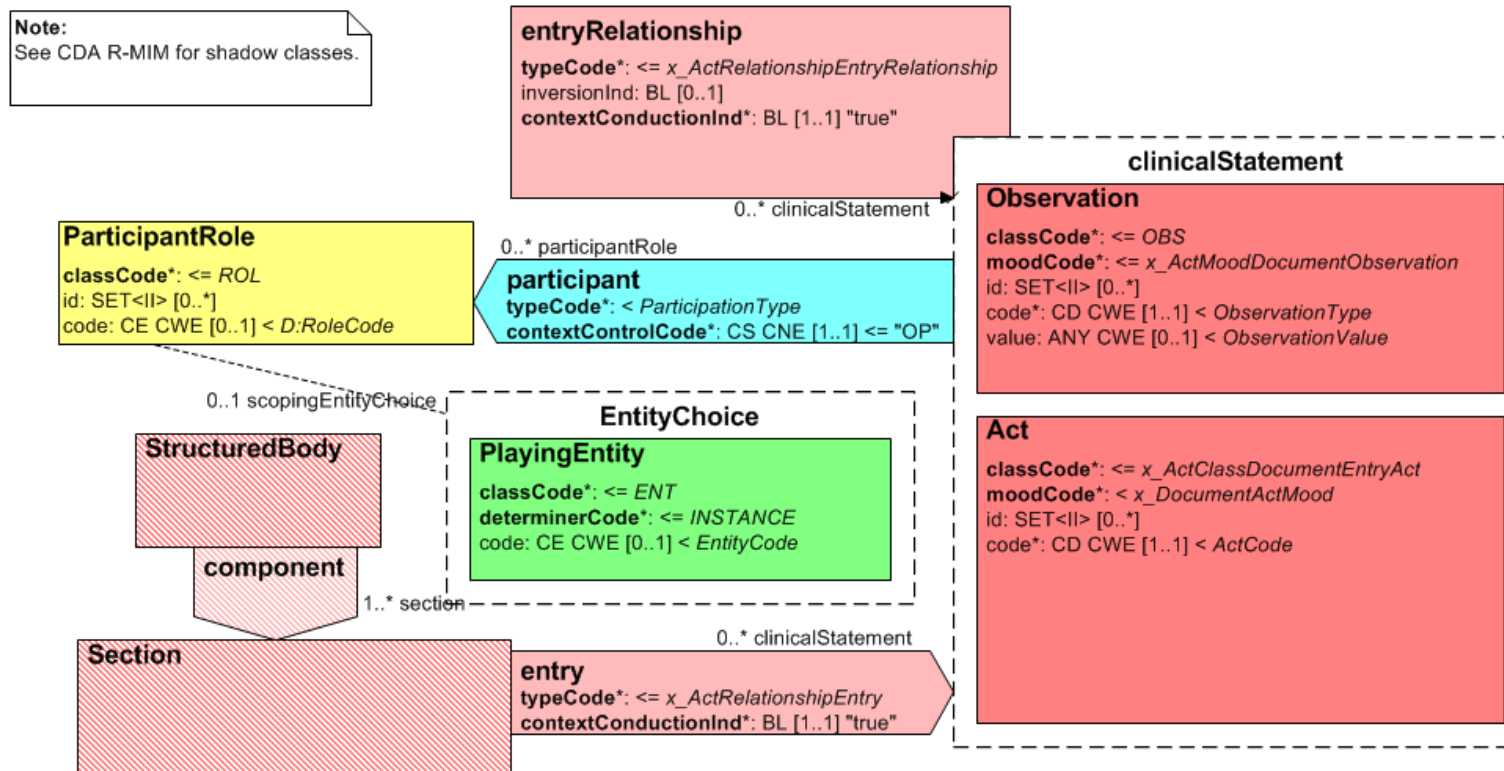 Note:
See CDA R-MIM for shadow classes.
entryRelationship
typeCode*: <= x_ActRelationshipEntryRelationship
inversionInd: BL [0..1]
contextConductionInd*: BL [1..1] "true"
0..* clinicalStatement
clinicalStatement
Observation
classCode*: <= OBS
moodCode*: <= x_ActMoodDocumentObservation
id: SET<II> [0..*]
code*: CD CWE [1..1] < ObservationType
value: ANY CWE [0..1] < ObservationValue
ParticipantRole
classCode*: <= ROL
id: SET<II> [0..*]
code: CE CWE [0..1] < D:RoleCode
0..* participantRole
participant
typeCode*: < ParticipationType
contextControlCode*: CS CNE [1..1] <= "OP"
0..1 scopingEntityChoice
EntityChoice
PlayingEntity
classCode*: <= ENT
determinerCode*: <= INSTANCE
code: CE CWE [0..1] < EntityCode
Act
classCode*: <= x_ActClassDocumentEntryAct
moodCode*: < x_DocumentActMood
id: SET<II> [0..*]
code*: CD CWE [1..1] < ActCode
StructuredBody
component
1..* section
Section
0..* clinicalStatement
entry
typeCode*: <= x_ActRelationshipEntry
contextConductionInd*: BL [1..1] "true"